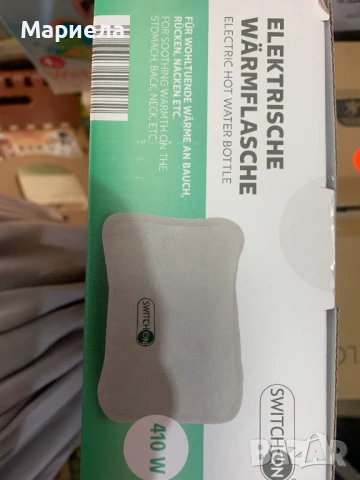 Мариела
ELEKTRISCHE
WÄRMFLASCHE
ELECTRIC HOT WATER BOTTLE
FÜR WOHLTUENDE WÄRME AN BAUCH,
RÜCKEN, NACKEN ETC.
FOR SOOTHING WARMTH ON THE
STOMACH, BACK, NECK, ETC.
SWITCH ON
410 W
SWITCH ON
BAZAR